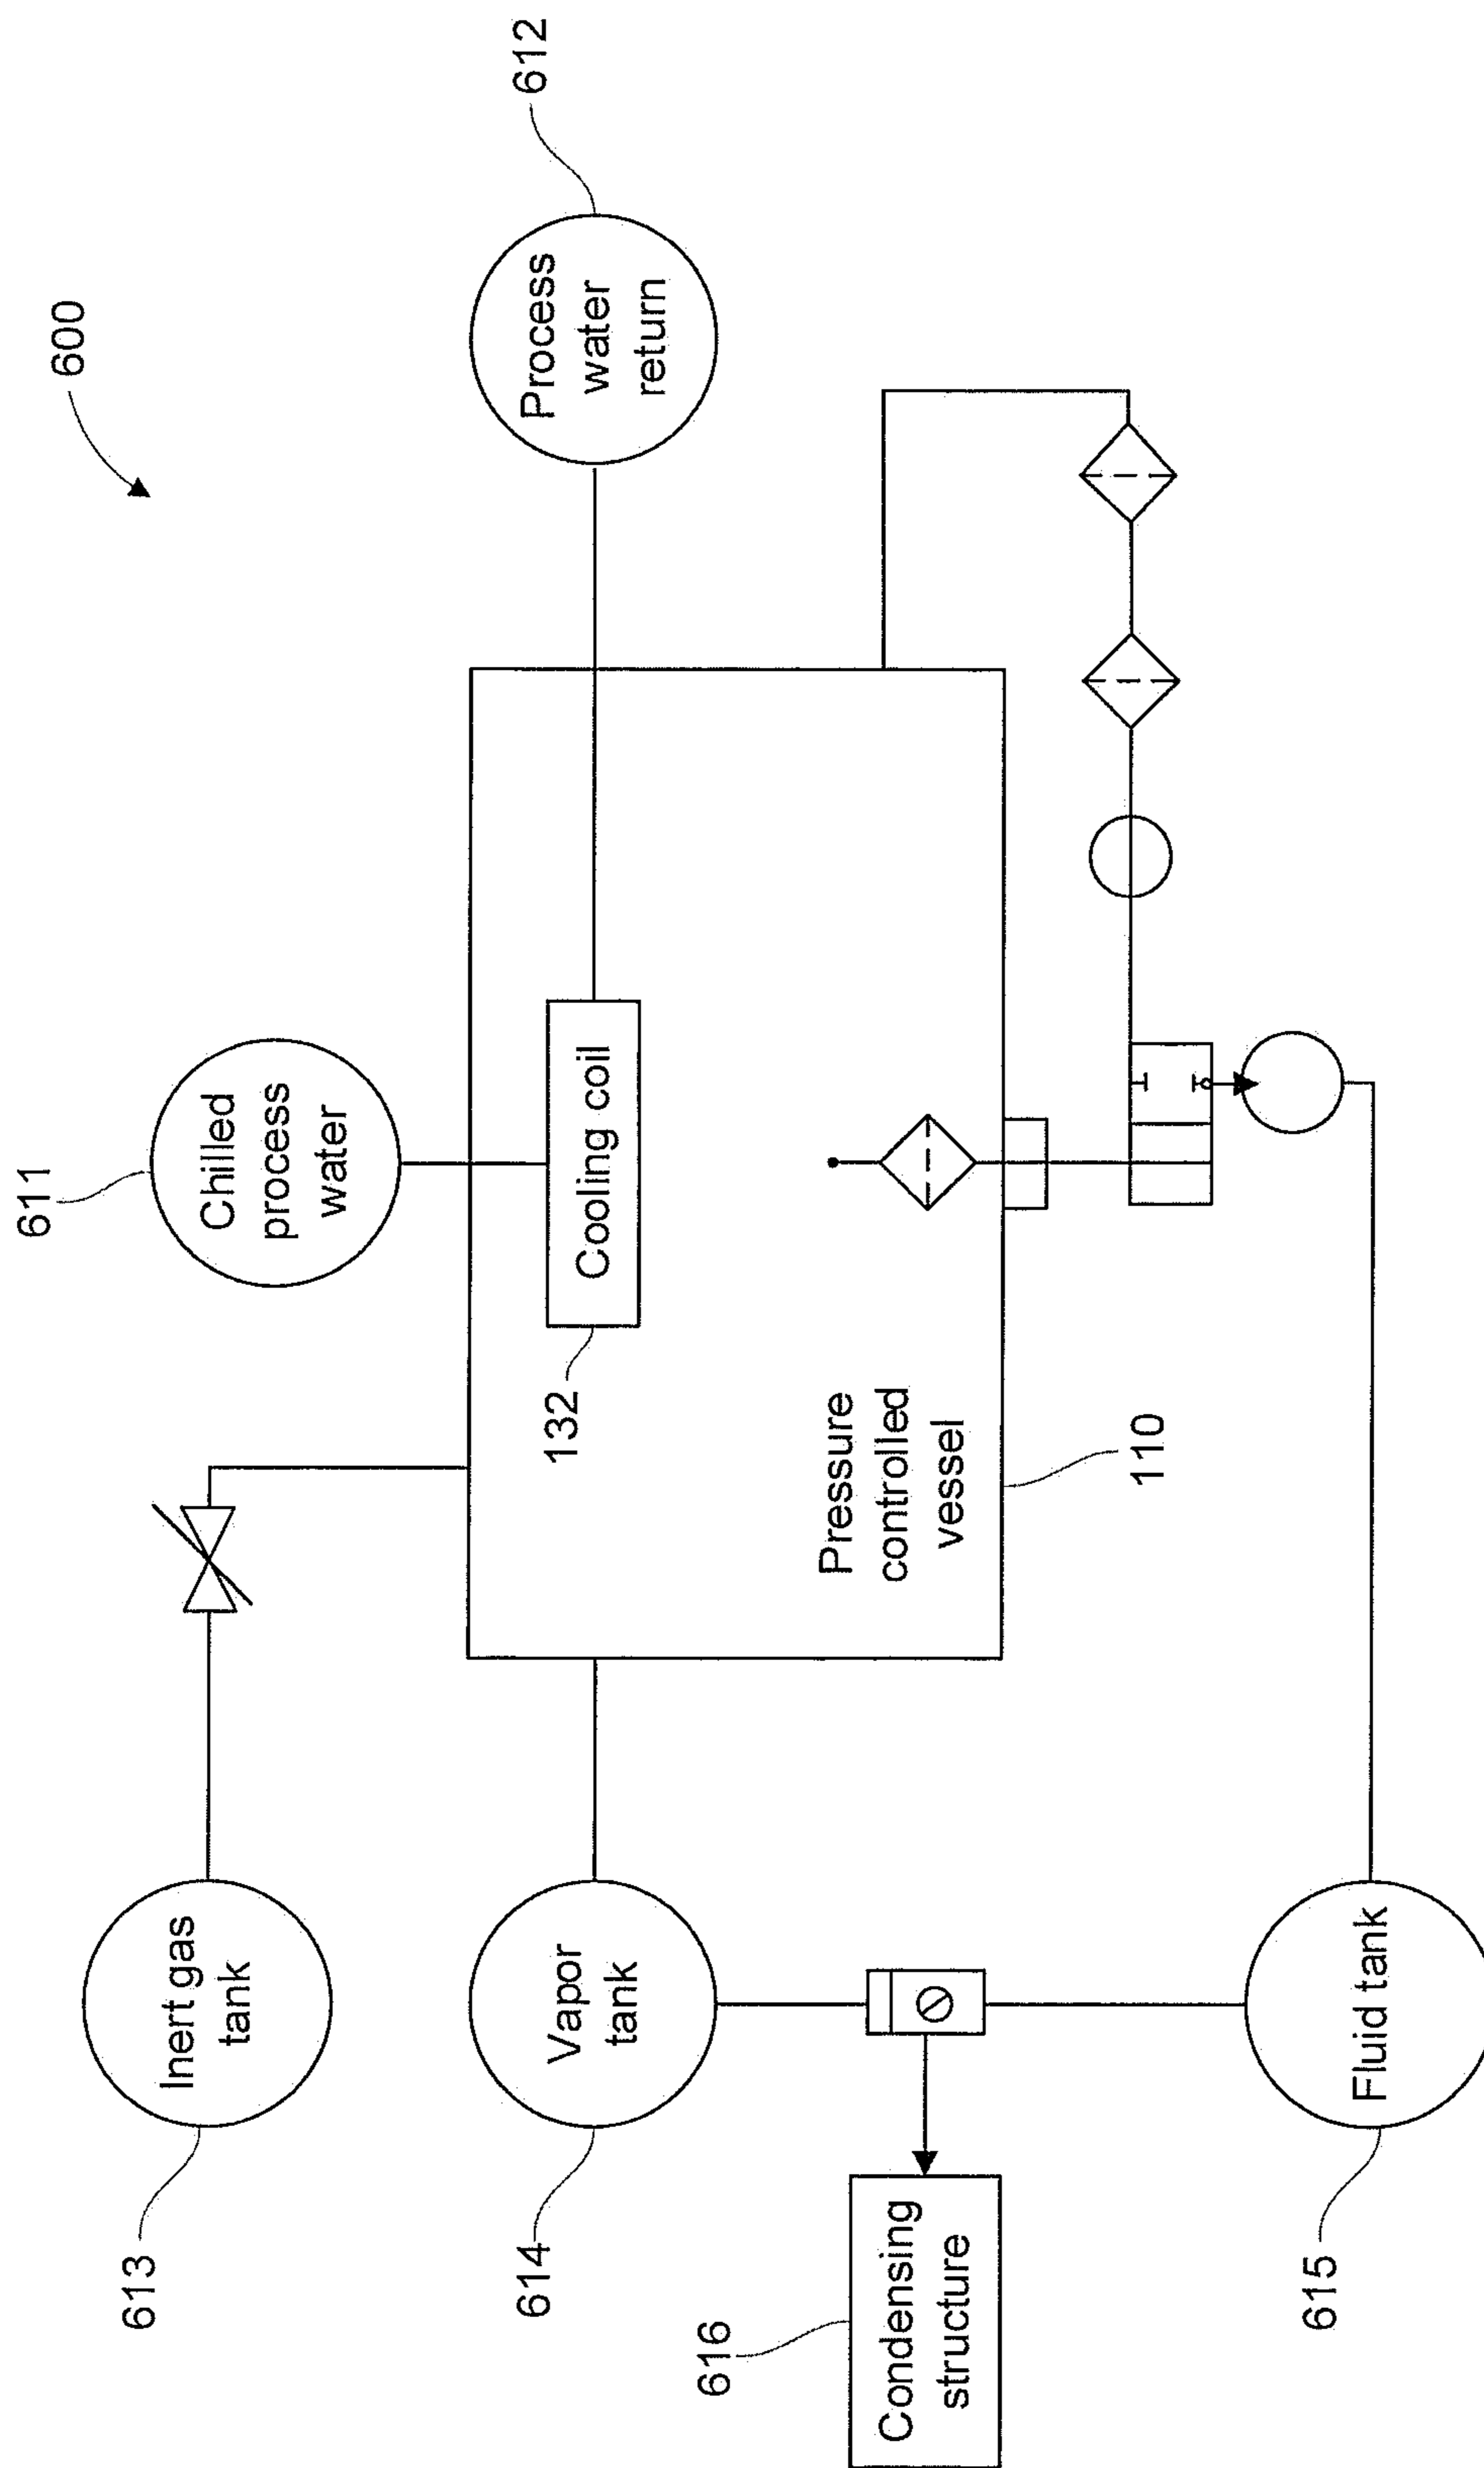 600
611
Chilled
process
water
612
Process
water
return
613
Inert gas
tank
132
Cooling coil
614
Vapor
tank
Pressure
controlled
vessel
110
616
Condensing
structure
615
Fluid tank